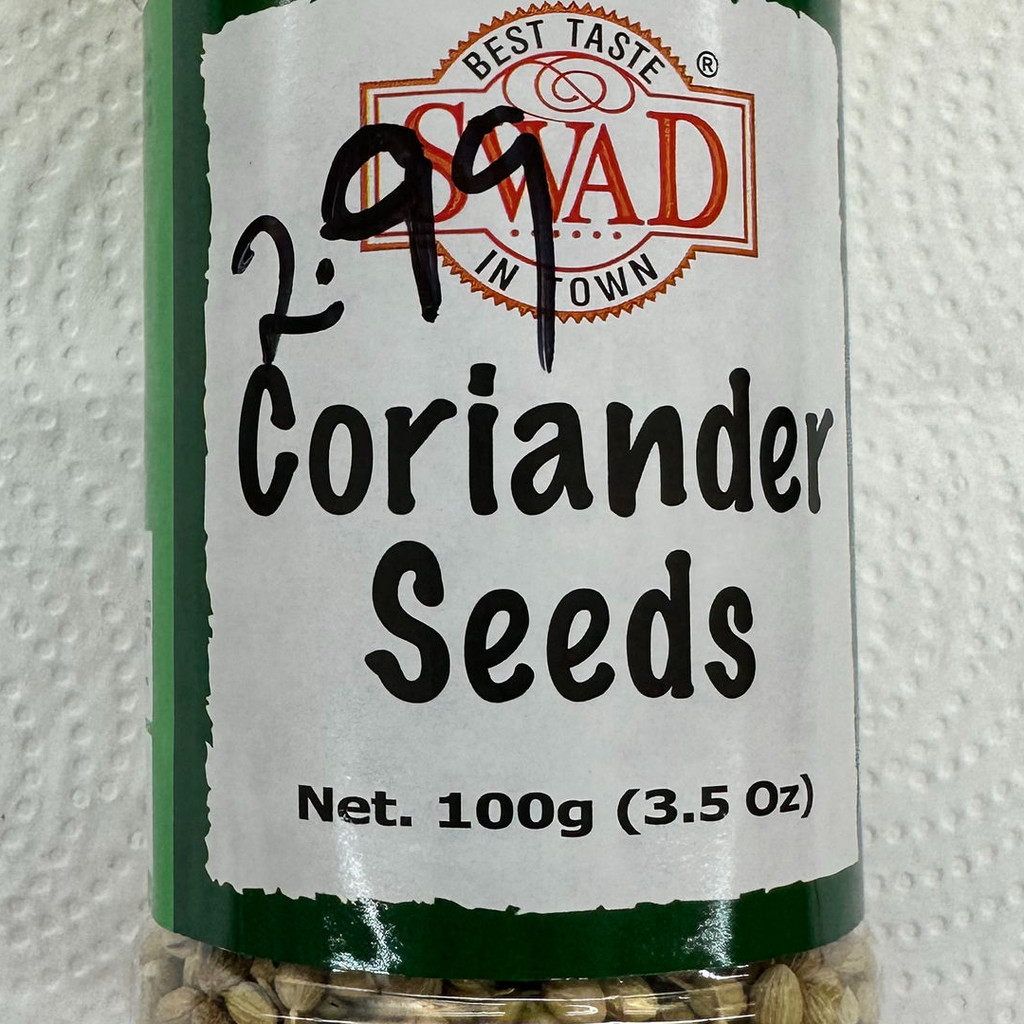 BEST TASTE
®
SWAD
IN TOWN
2.99
Coriander
Seeds
Net. 100g (3.5 Oz)